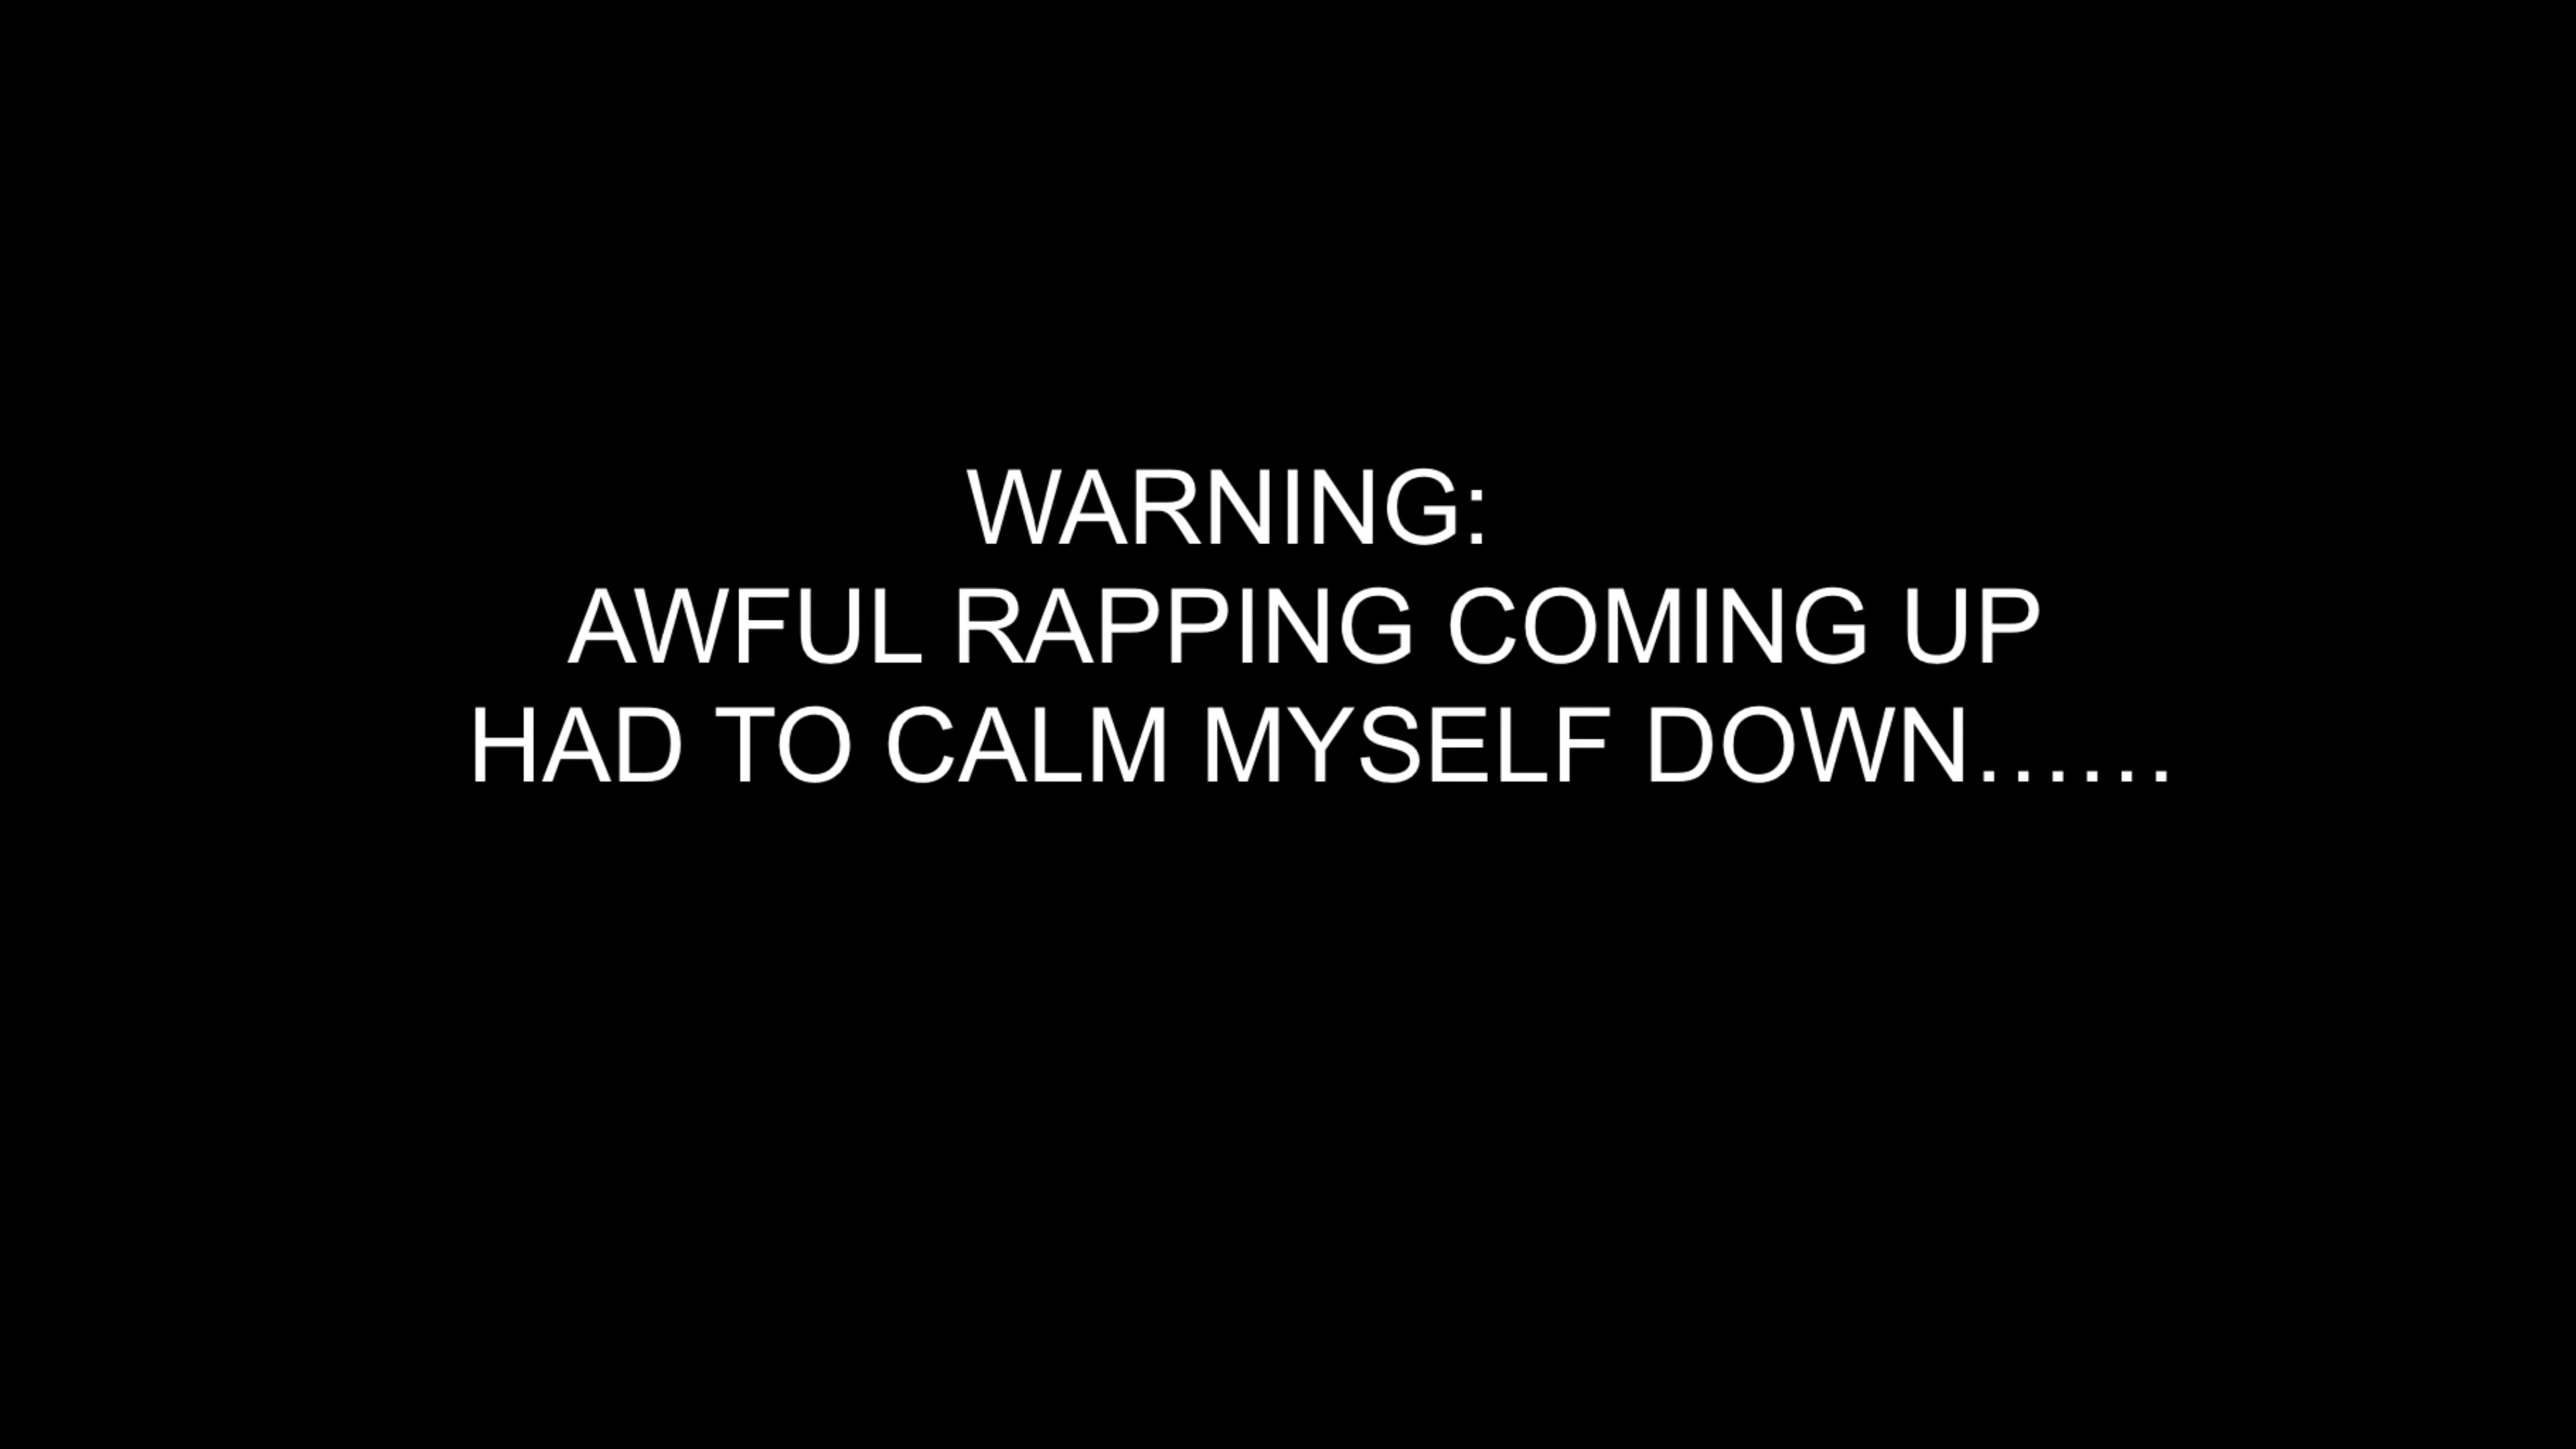 WARNING:
AWFUL RAPPING COMING UP
HAD TO CALM MYSELF DOWN......